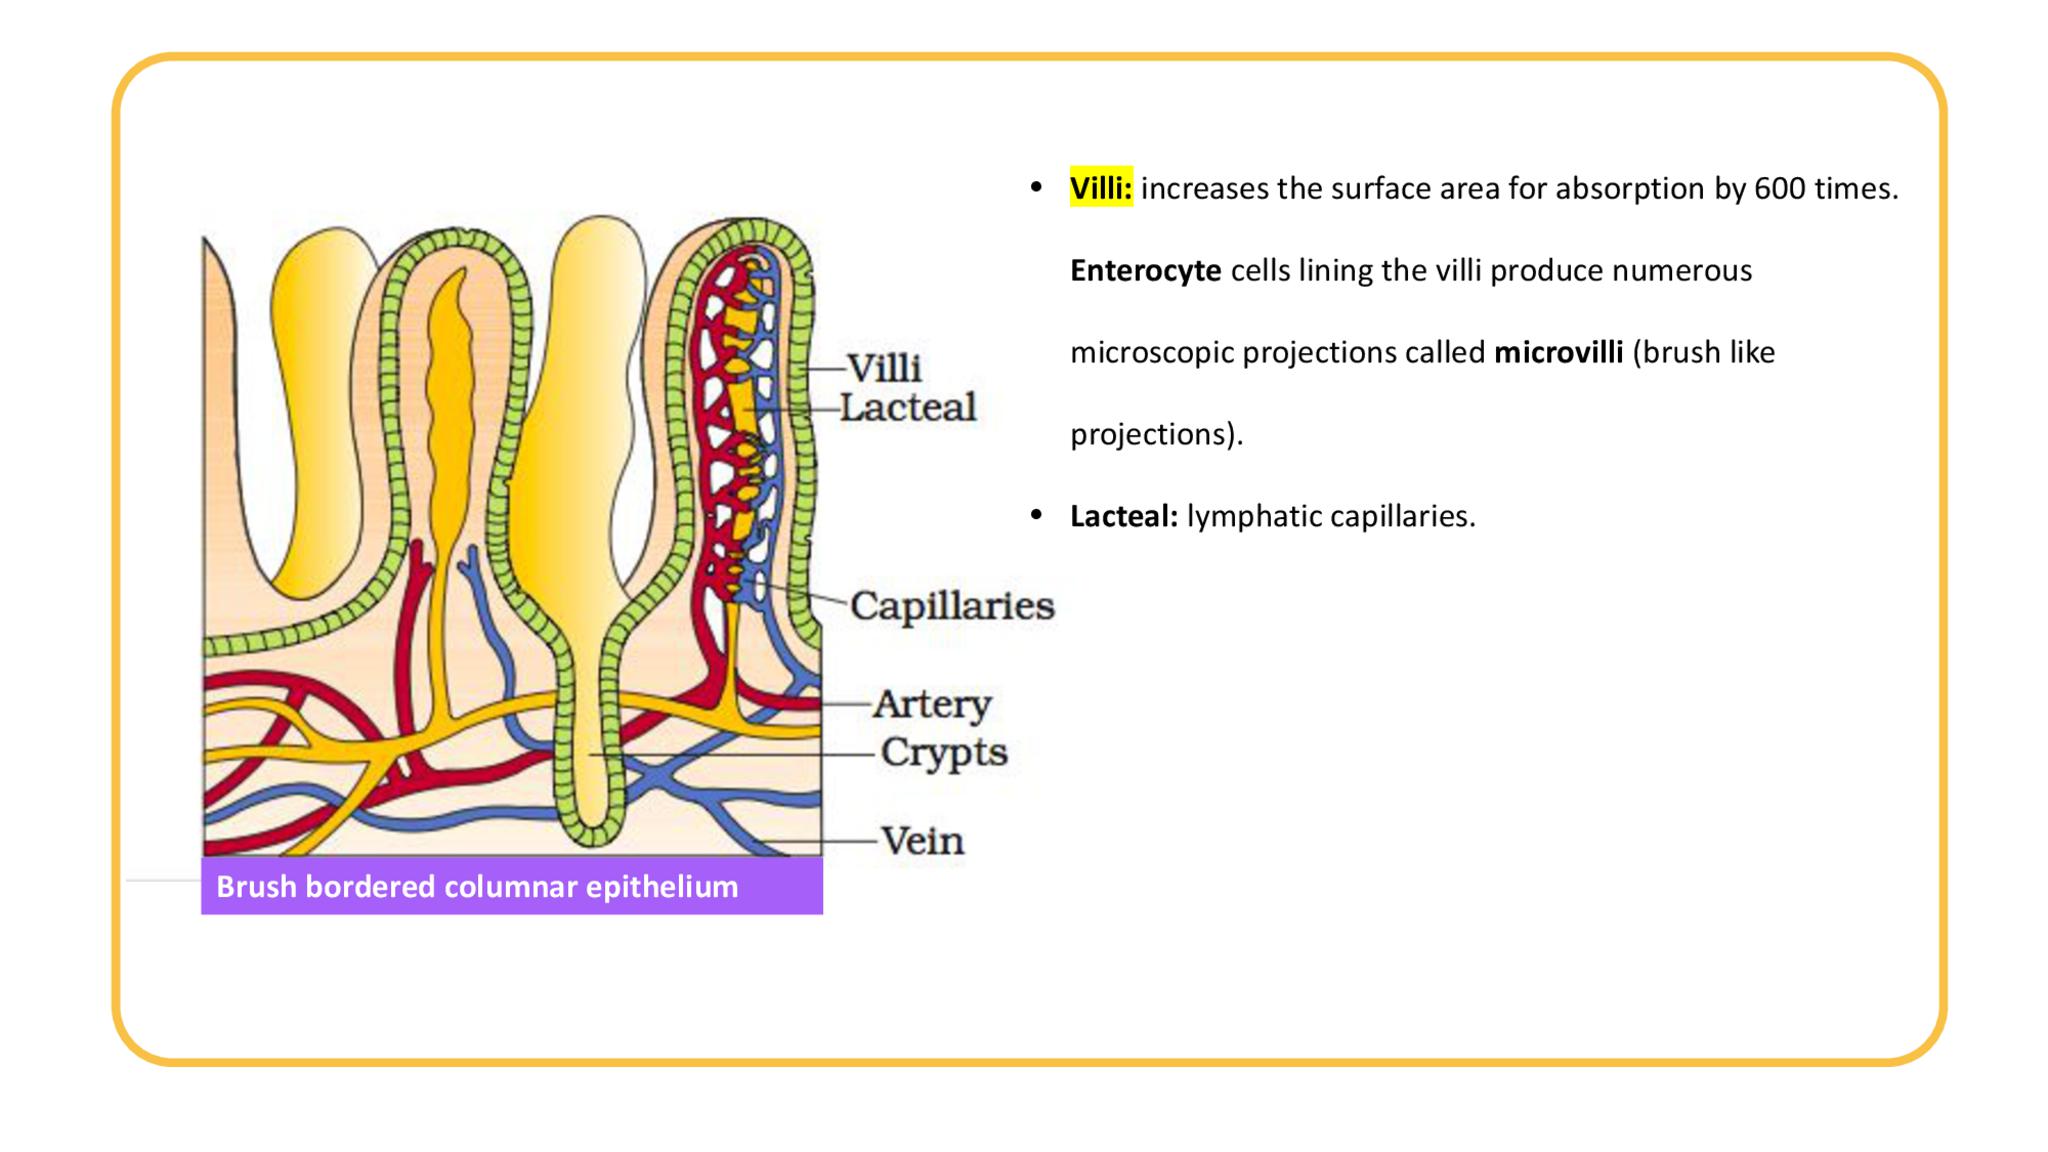 Villi
Lacteal
Capillaries
Artery
Crypts
Vein
Brush bordered columnar epithelium
• Villi: increases the surface area for absorption by 600 times.
Enterocyte cells lining the villi produce numerous
microscopic projections called microvilli (brush like
projections).
• Lacteal: lymphatic capillaries.